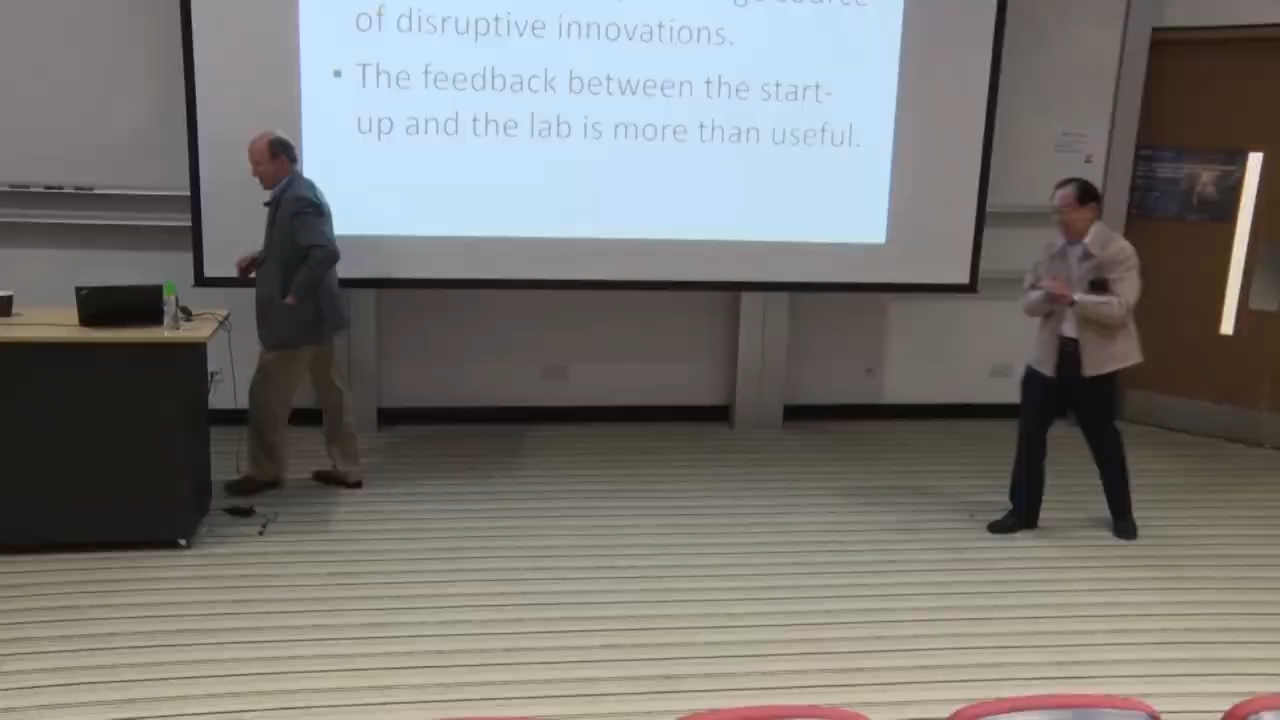 of disruptive innovations.
• The feedback between the start-
up and the lab is more than useful.